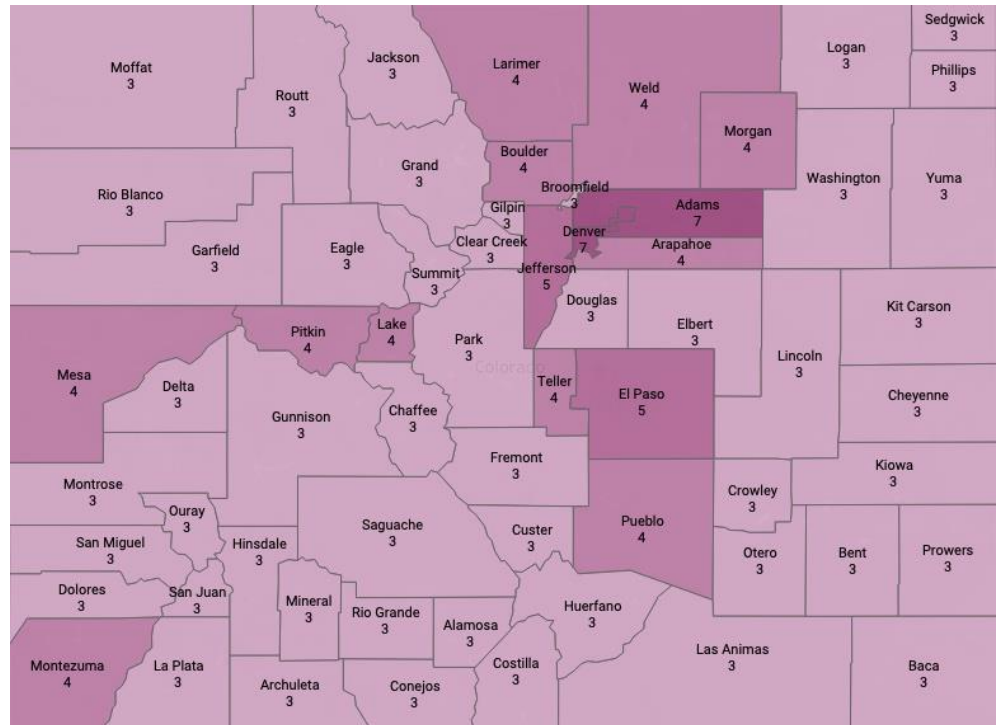 Sedgwick
3
Logan
3
Jackson
3
Larimer
4
Moffat
3
Phillips
3
Weld
4
Routt
3
Morgan
4
Boulder
4
Grand
3
Washington
3
Yuma
3
Broomfield
3
Rio Blanco
3
Gilpin
3
Adams
7
Denver
7
Clear Creek
3
Arapahoe
4
Garfield
3
Eagle
3
Summit
3
Jefferson
5
Douglas
3
Kit Carson
3
Elbert
3
Lake
4
Pitkin
4
Park
3
Lincoln
3
Colorado
Mesa
4
Delta
3
Teller
4
El Paso
5
Cheyenne
3
Chaffee
3
Gunnison
3
Fremont
3
Kiowa
3
Montrose
3
Crowley
3
Ouray
3
Saguache
3
Pueblo
4
Custer
3
San Miguel
3
Hinsdale
3
Otero
3
Bent
3
Prowers
3
Dolores
3
San Juan
3
Mineral
3
Rio Grande
3
Alamosa
3
Huerfano
3
Las Animas
3
Montezuma
4
La Plata
3
Costilla
3
Baca
3
Archuleta
3
Conejos
3